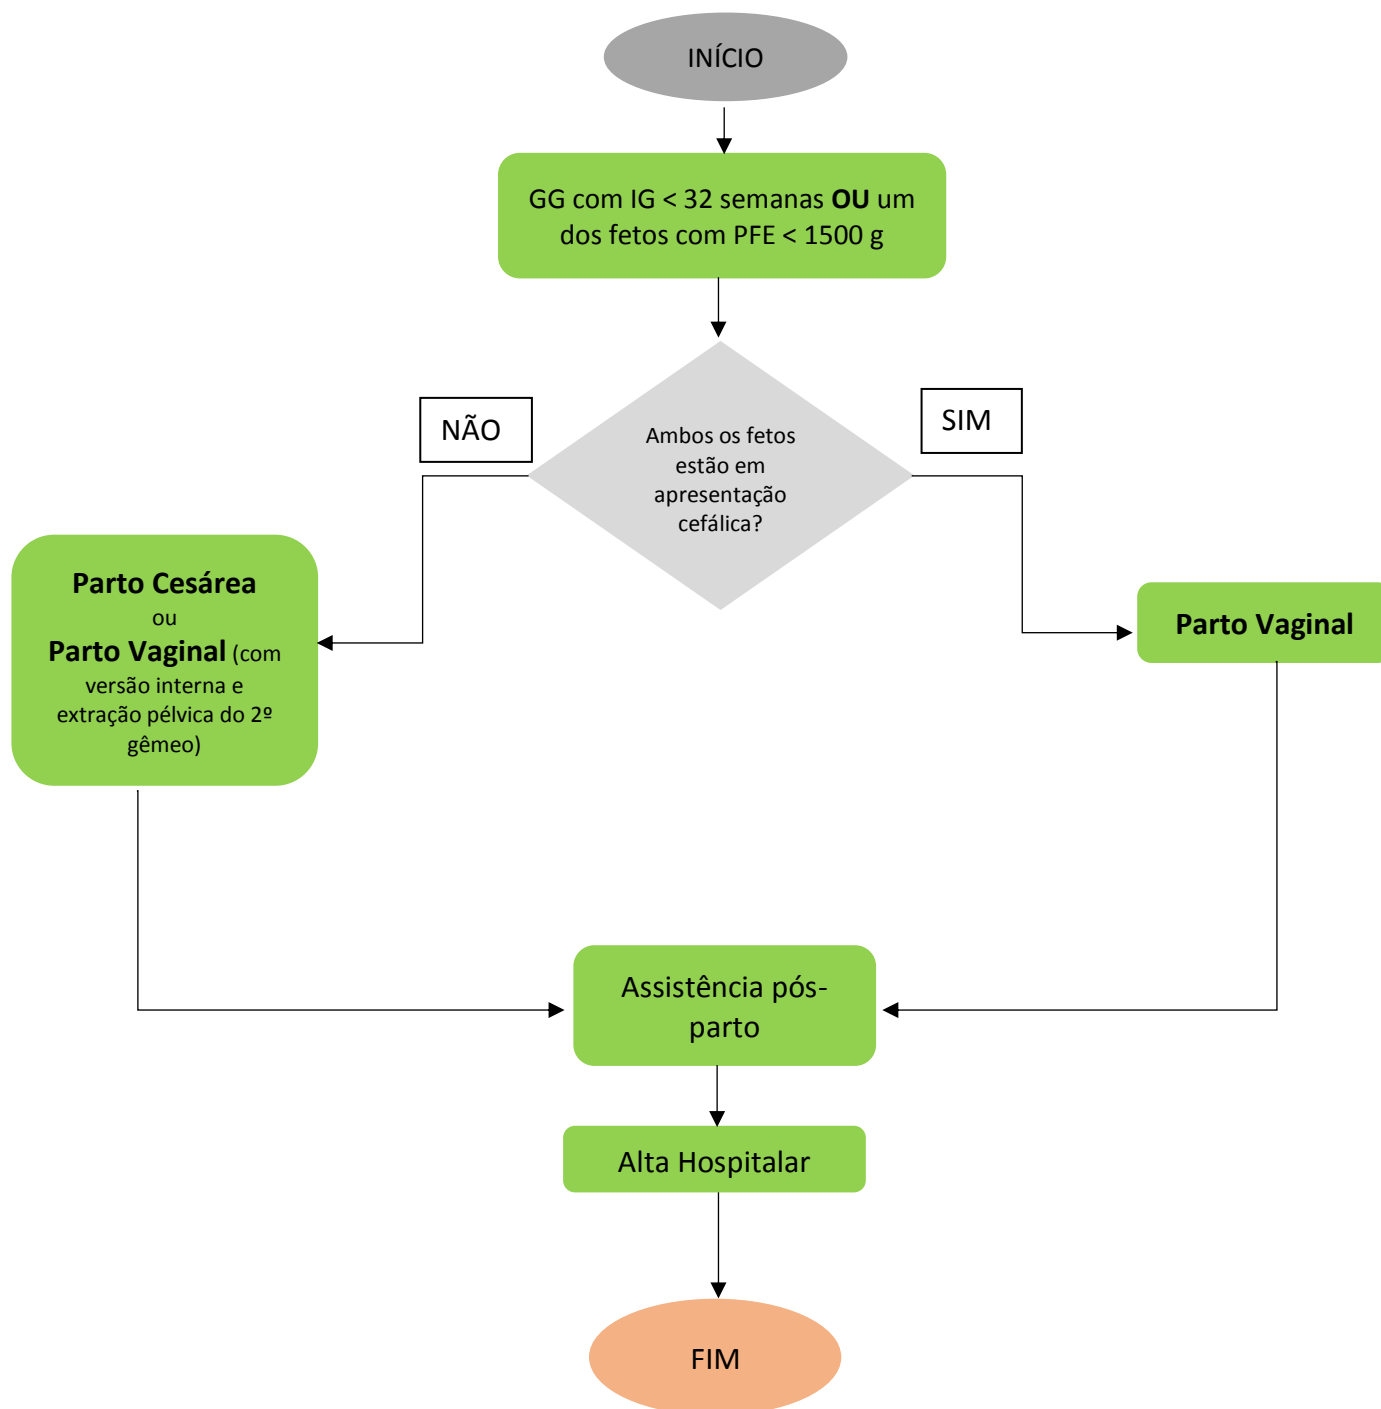 INÍCIO
GG com IG < 32 semanas OU um
dos fetos com PFE < 1500 g
NÃO
SIM
Ambos os fetos
estão em
apresentação
cefálica?
Parto Cesárea
ou
Parto Vaginal (com
versão interna e
extração pélvica do 2º
gêmeo)
Parto Vaginal
Assistência pós-
parto
Alta Hospitalar
FIM